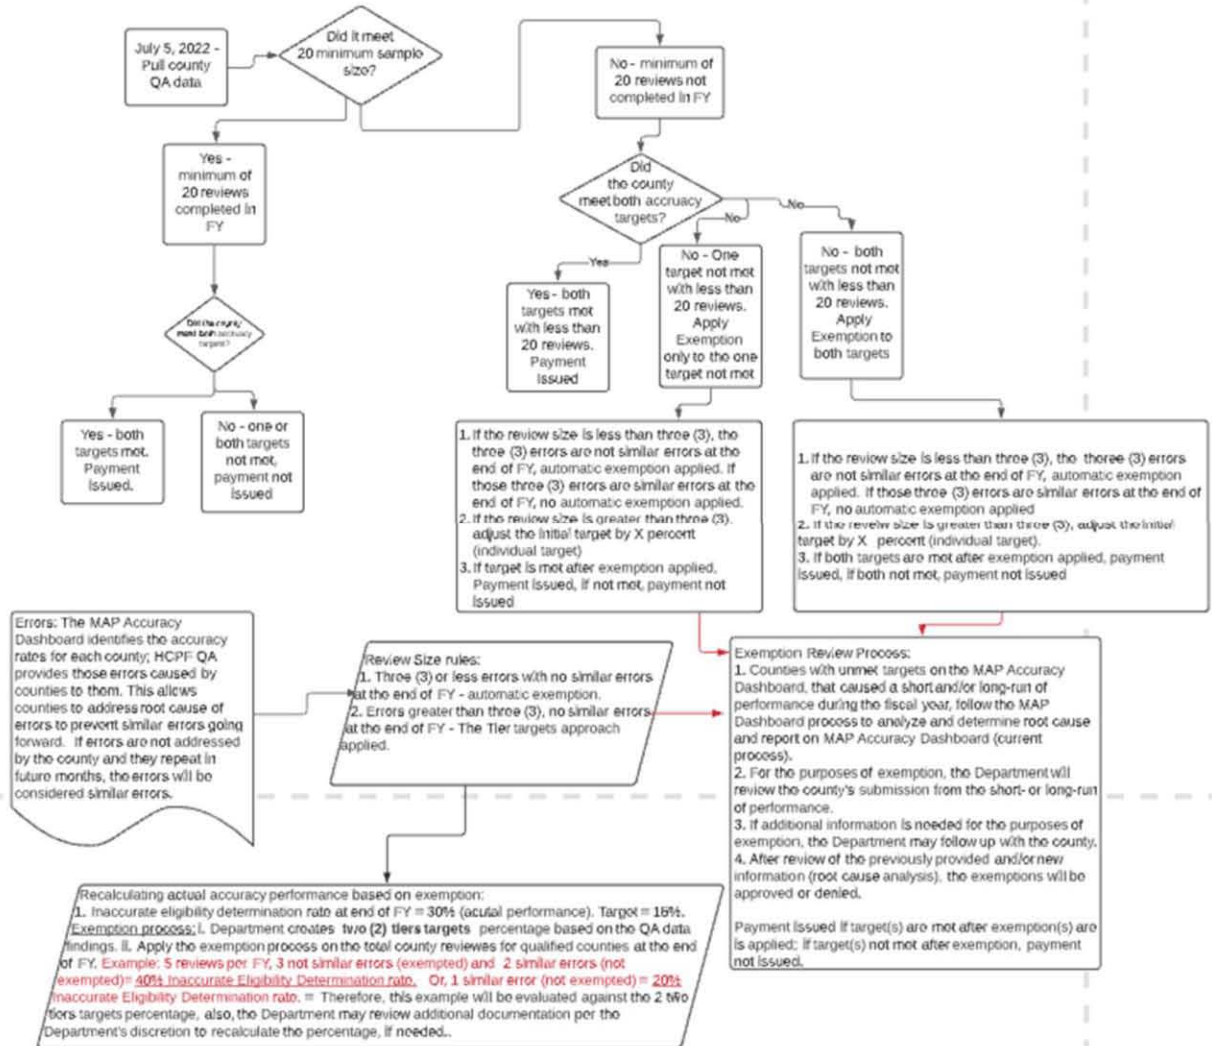 July 5, 2022 -
Pull county
QA data
Did it meet
20 minimum sample
size?
No - minimum of
20 reviews not
completed in FY
Yes -
minimum of
20 reviews
completed in
FY
Did
the county
meet both accruacy
targets?
No
No
Yes
Did the county
meet both accruacy
targets?
Yes - both
targets met
with less than
20 reviews.
Payment
issued
No - One
target not met
with less than
20 reviews.
Apply
Exemption
only to the one
target not met
No - both
targets not met
with less than
20 reviews.
Apply
Exemption to
both targets
Yes - both
targets met.
Payment
issued.
No - one or
both targets
not met,
payment not
issued
1. If the review size is less than three (3), the
three (3) errors are not similar errors at the
end of FY, automatic exemption applied. If
those three (3) errors are similar errors at the
end of FY, no automatic exemption applied.
2. If the review size is greater than three (3),
adjust the initial target by X percent
(individual target)
3. If target is met after exemption applied,
Payment issued, if not met, payment not
issued
1. If the review size is less than three (3), the thoree (3) errors
are not similar errors at the end of FY, automatic exemption
applied. If those three (3) errors are similar errors at the end of
FY, no automatic exemption applied
2. If the reveiw size is greater than three (3), adjust the initial
target by X percent (individual target).
3. If both targets are met after exemption applied, payment
issued, if both not met, payment not issued
Errors: The MAP Accuracy
Dashboard identifies the accuracy
rates for each county; HCPF QA
provides those errors caused by
counties to them. This allows
counties to address root cause of
errors to prevent similar errors going
forward. If errors are not addressed
by the county and they repeat in
future months, the errors will be
considered similar errors.
Review Size rules:
1. Three (3) or less errors with no similar errors
at the end of FY - automatic exemption.
2. Errors greater than three (3), no similar errors
at the end of FY - The Tier targets approach
applied.
Exemption Review Process:
1. Counties with unmet targets on the MAP Accuracy
Dashboard, that caused a short and/or long-run of
performance during the fiscal year, follow the MAP
Dashboard process to analyze and determine root cause
and report on MAP Accuracy Dashboard (current
process).
2. For the purposes of exemption, the Department will
review the county's submission from the short- or long-run
of performance.
3. If additional information is needed for the purposes of
exemption, the Department may follow up with the county.
4. After review of the previously provided and/or new
information (root cause analysis), the exemptions will be
approved or denied.
Payment issued if target(s) are met after exemption(s) are
is applied; if target(s) not met after exemption, payment
not issued.
Recalculating actual accuracy performance based on exemption:
1. Inaccurate eligibility determination rate at end of FY = 30% (acutal performance). Target = 15%.
Exemption process: i. Department creates two (2) tiers targets percentage based on the QA data
findings. ii. Apply the exemption process on the total county reviewes for qualified counties at the end
of FY. Example: 5 reviews per FY, 3 not similar errors (exempted) and 2 similar errors (not
exempted)= 40% Inaccurate Eligibility Determination rate. Or, 1 similar error (not exempted) = 20%
Inaccurate Eligibility Determination rate. = Therefore, this example will be evaluated against the 2 two
tiers targets percentage, also, the Department may review additional documentation per the
Department's discretion to recalculate the percentage, if needed..